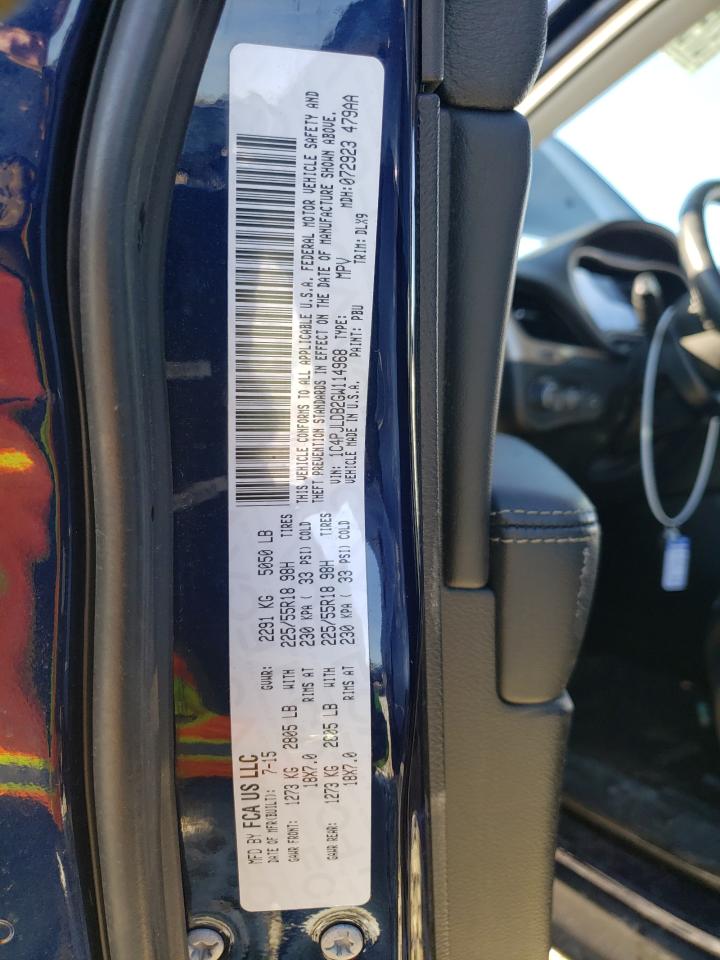 MFD BY FCA US LLC
DATE OF MFR(BUILT): 7-15 GVWR: 2291 KG 5050 LB
GAWR FRONT: 1273 KG 2805 LB WITH 225/55R18 98H TIRES
18X7.0 RIMS AT 230 KPA ( 33 PSI) COLD
GAWR REAR: 1273 KG 2805 LB WITH 225/55R18 98H TIRES
18X7.0 RIMS AT 230 KPA ( 33 PSI) COLD
THIS VEHICLE CONFORMS TO ALL APPLICABLE U.S.A. FEDERAL MOTOR VEHICLE SAFETY AND
THEFT PREVENTION STANDARDS IN EFFECT ON THE DATE OF MANUFACTURE SHOWN ABOVE.
VIN: 1C4PJLDB2GW114968 TYPE: MPV MDH:072923 479AA
VEHICLE MADE IN U.S.A. PAINT: PBU TRIM: DLX9